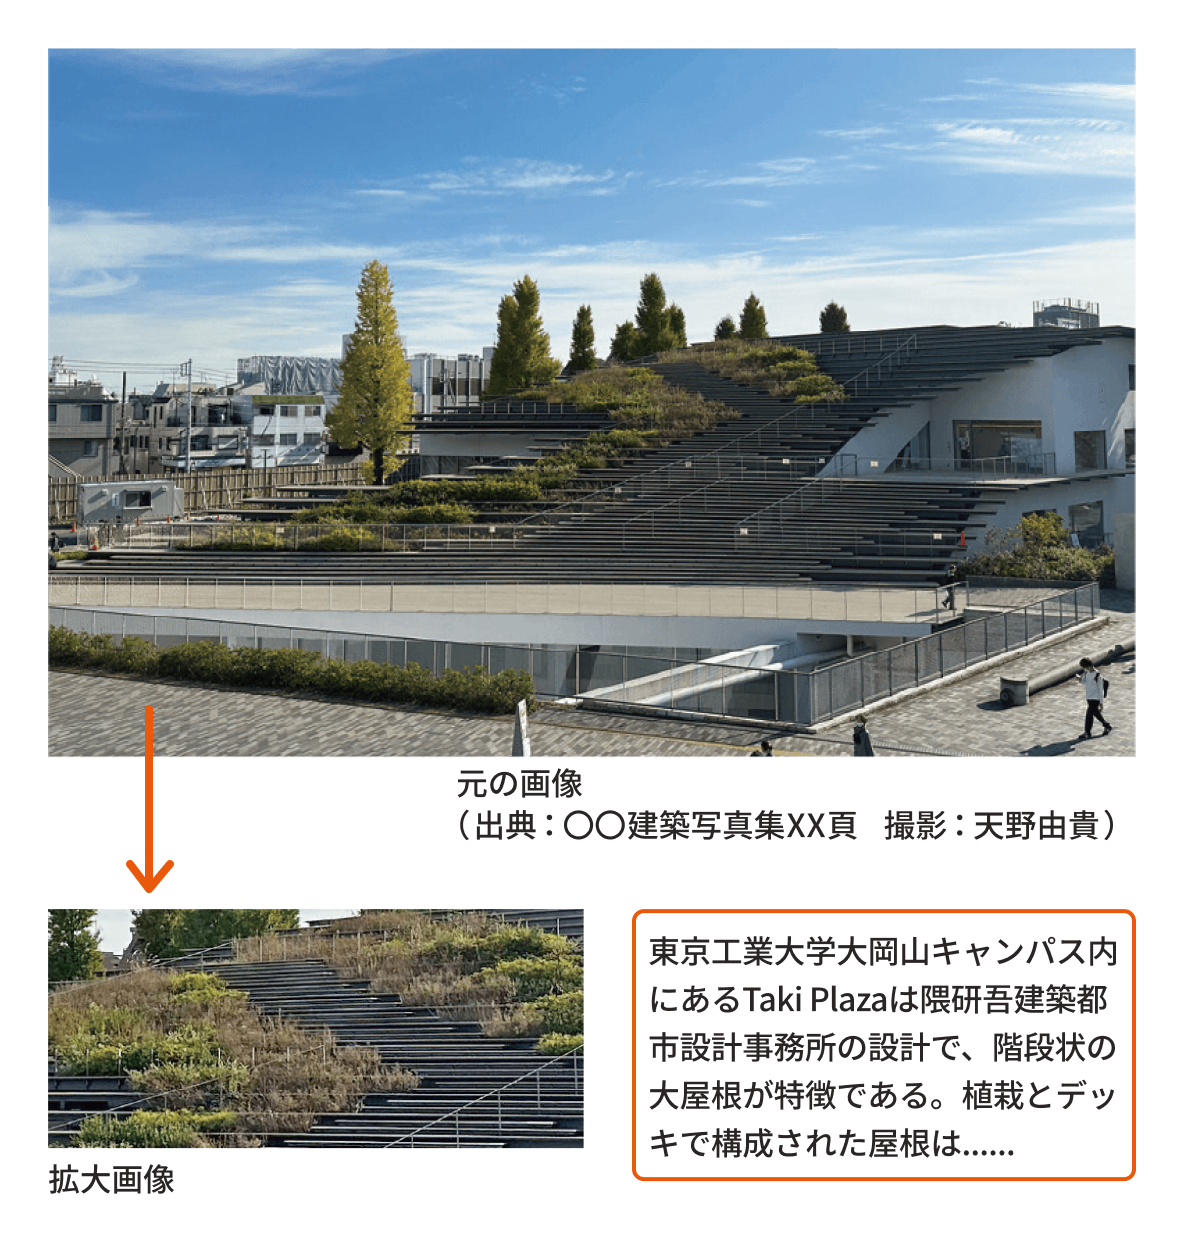 元の画像
（出典：〇〇建築写真集XX頁　撮影：天野由貴）
拡大画像
東京工業大学大岡山キャンパス内
にあるTaki Plazaは隈研吾建築都
市設計事務所の設計で、階段状の
大屋根が特徴である。植栽とデッ
キで構成された屋根は......